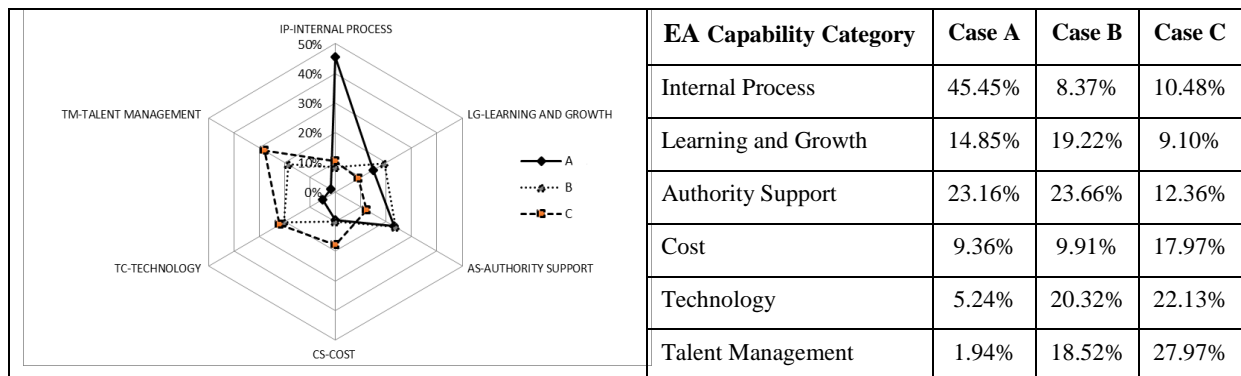 IP-INTERNAL PROCESS
50%
40%
30%
20%
10%
0%
TM-TALENT MANAGEMENT
LG-LEARNING AND GROWTH
A
B
C
TC-TECHNOLOGY
AS-AUTHORITY SUPPORT
CS-COST
EA Capability Category Case A Case B Case C
Internal Process 45.45% 8.37% 10.48%
Learning and Growth 14.85% 19.22% 9.10%
Authority Support 23.16% 23.66% 12.36%
Cost 9.36% 9.91% 17.97%
Technology 5.24% 20.32% 22.13%
Talent Management 1.94% 18.52% 27.97%